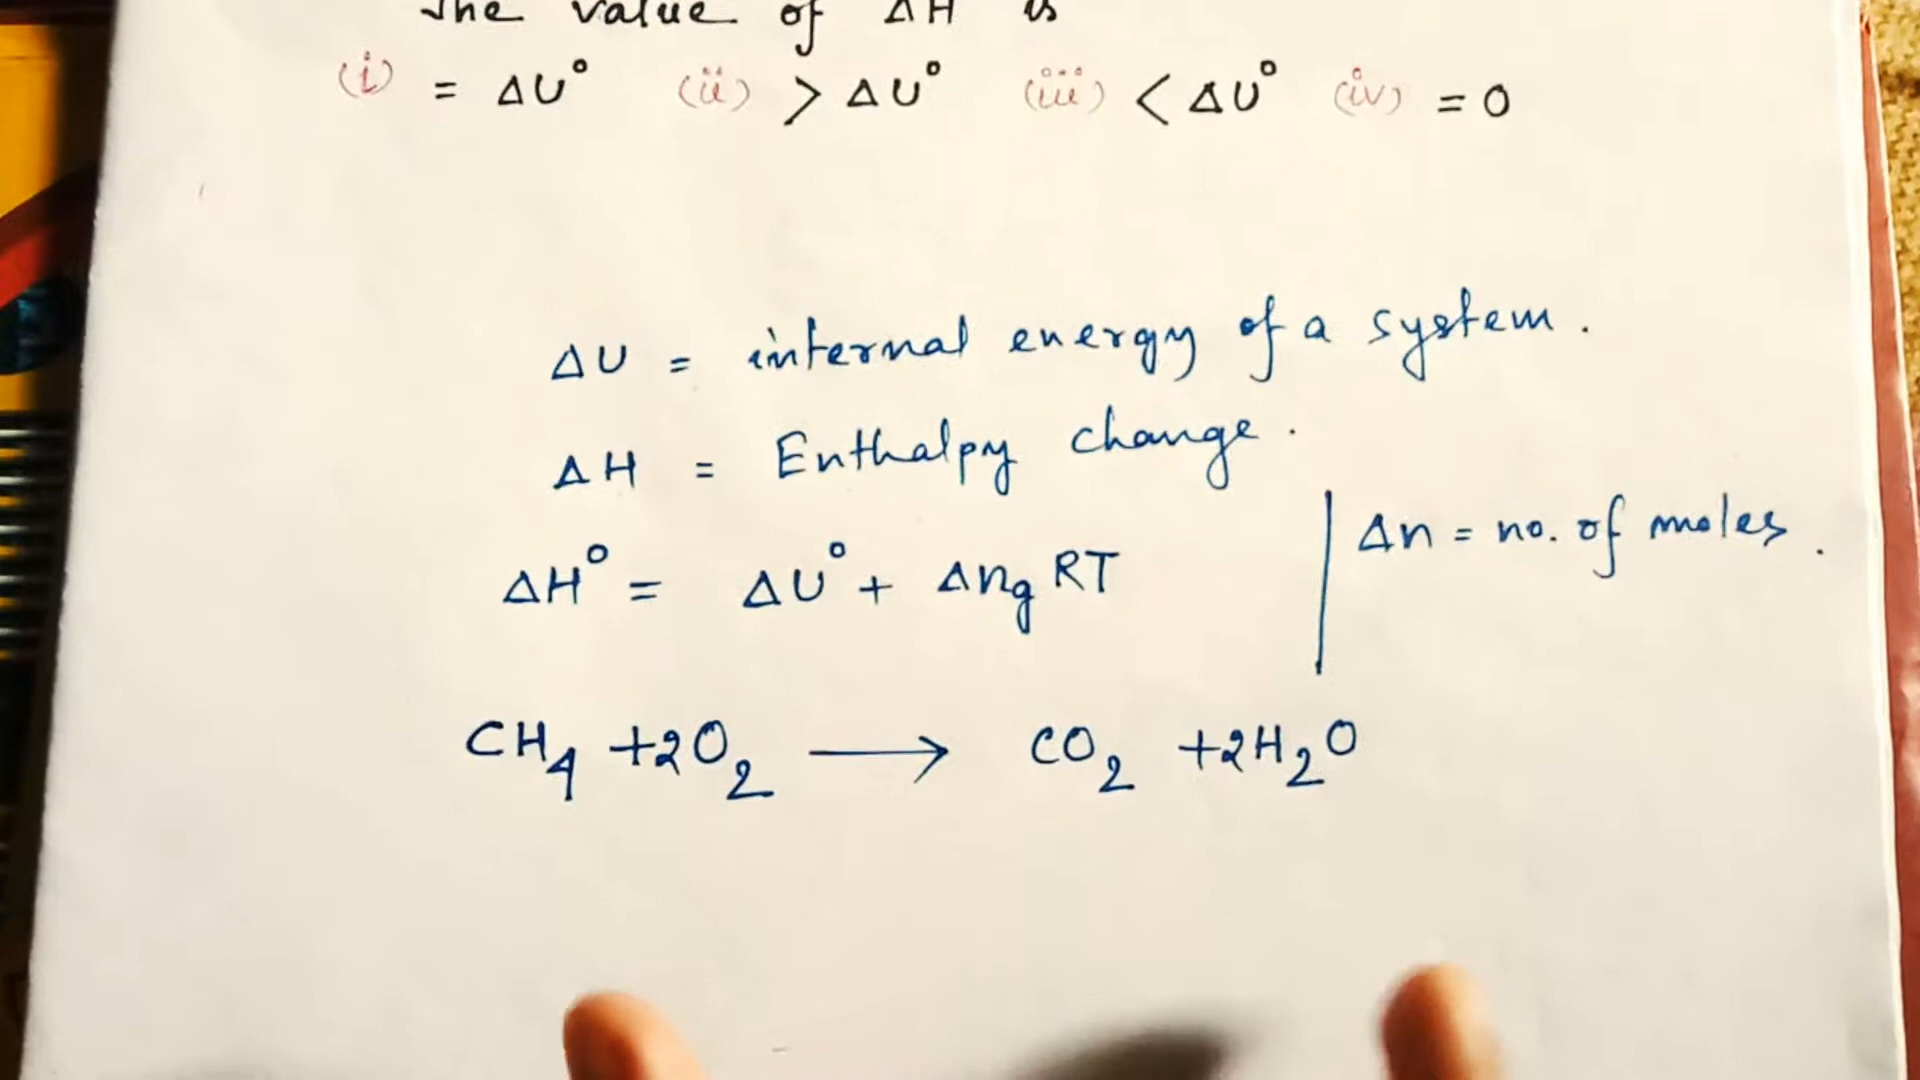 The value of ΔH is
(i) = ΔU° (ii) > ΔU° (iii) < ΔU° (iv) = 0
ΔU = internal energy of a system.
ΔH = Enthalpy change.
ΔH° = ΔU° + Δng RT | Δn = no. of moles.
CH4 + 2O2 ⟶ CO2 + 2H2O